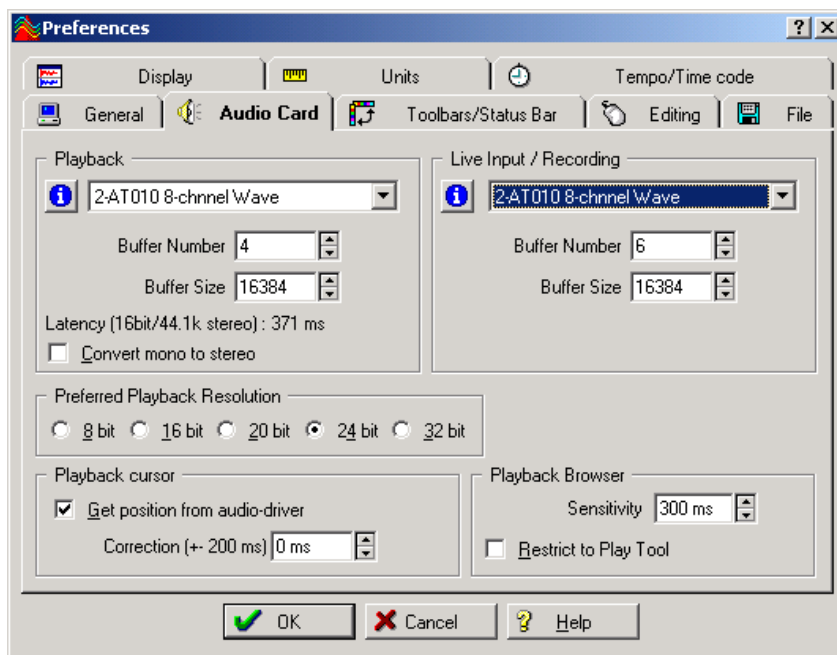 Preferences
Display
Units
Tempo/Time code
General
Audio Card
Toolbars/Status Bar
Editing
File
Playback
2-AT010 8-chnnel Wave
Buffer Number 4
Buffer Size 16384
Latency (16bit/44.1k stereo) : 371 ms
Convert mono to stereo
Live Input / Recording
2-AT010 8-chnnel Wave
Buffer Number 6
Buffer Size 16384
Preferred Playback Resolution
8 bit 16 bit 20 bit 24 bit 32 bit
Playback cursor
Get position from audio-driver
Correction (+- 200 ms) 0 ms
Playback Browser
Sensitivity 300 ms
Restrict to Play Tool
OK
Cancel
Help